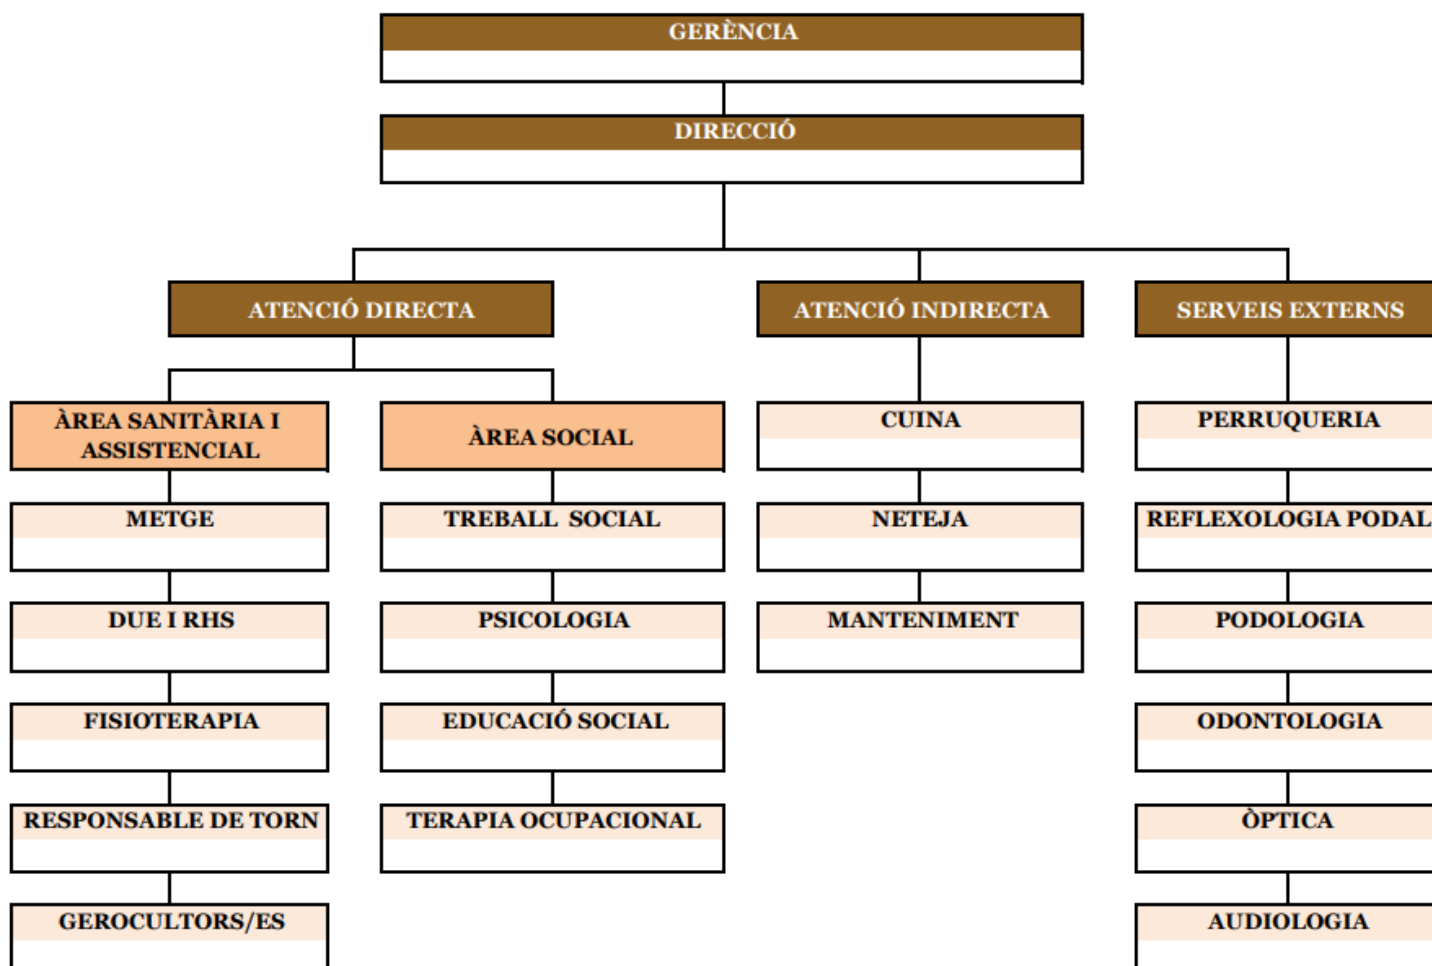 GERÈNCIA
DIRECCIÓ
ATENCIÓ DIRECTA
ATENCIÓ INDIRECTA
SERVEIS EXTERNS
ÀREA SANITÀRIA I
ASSISTENCIAL
ÀREA SOCIAL
CUINA
PERRUQUERIA
METGE
TREBALL SOCIAL
NETEJA
REFLEXOLOGIA PODAL
DUE I RHS
PSICOLOGIA
MANTENIMENT
PODOLOGIA
FISIOTERAPIA
EDUCACIÓ SOCIAL
ODONTOLOGIA
RESPONSABLE DE TORN
TERAPIA OCUPACIONAL
ÒPTICA
GEROCULTORS/ES
AUDIOLOGIA